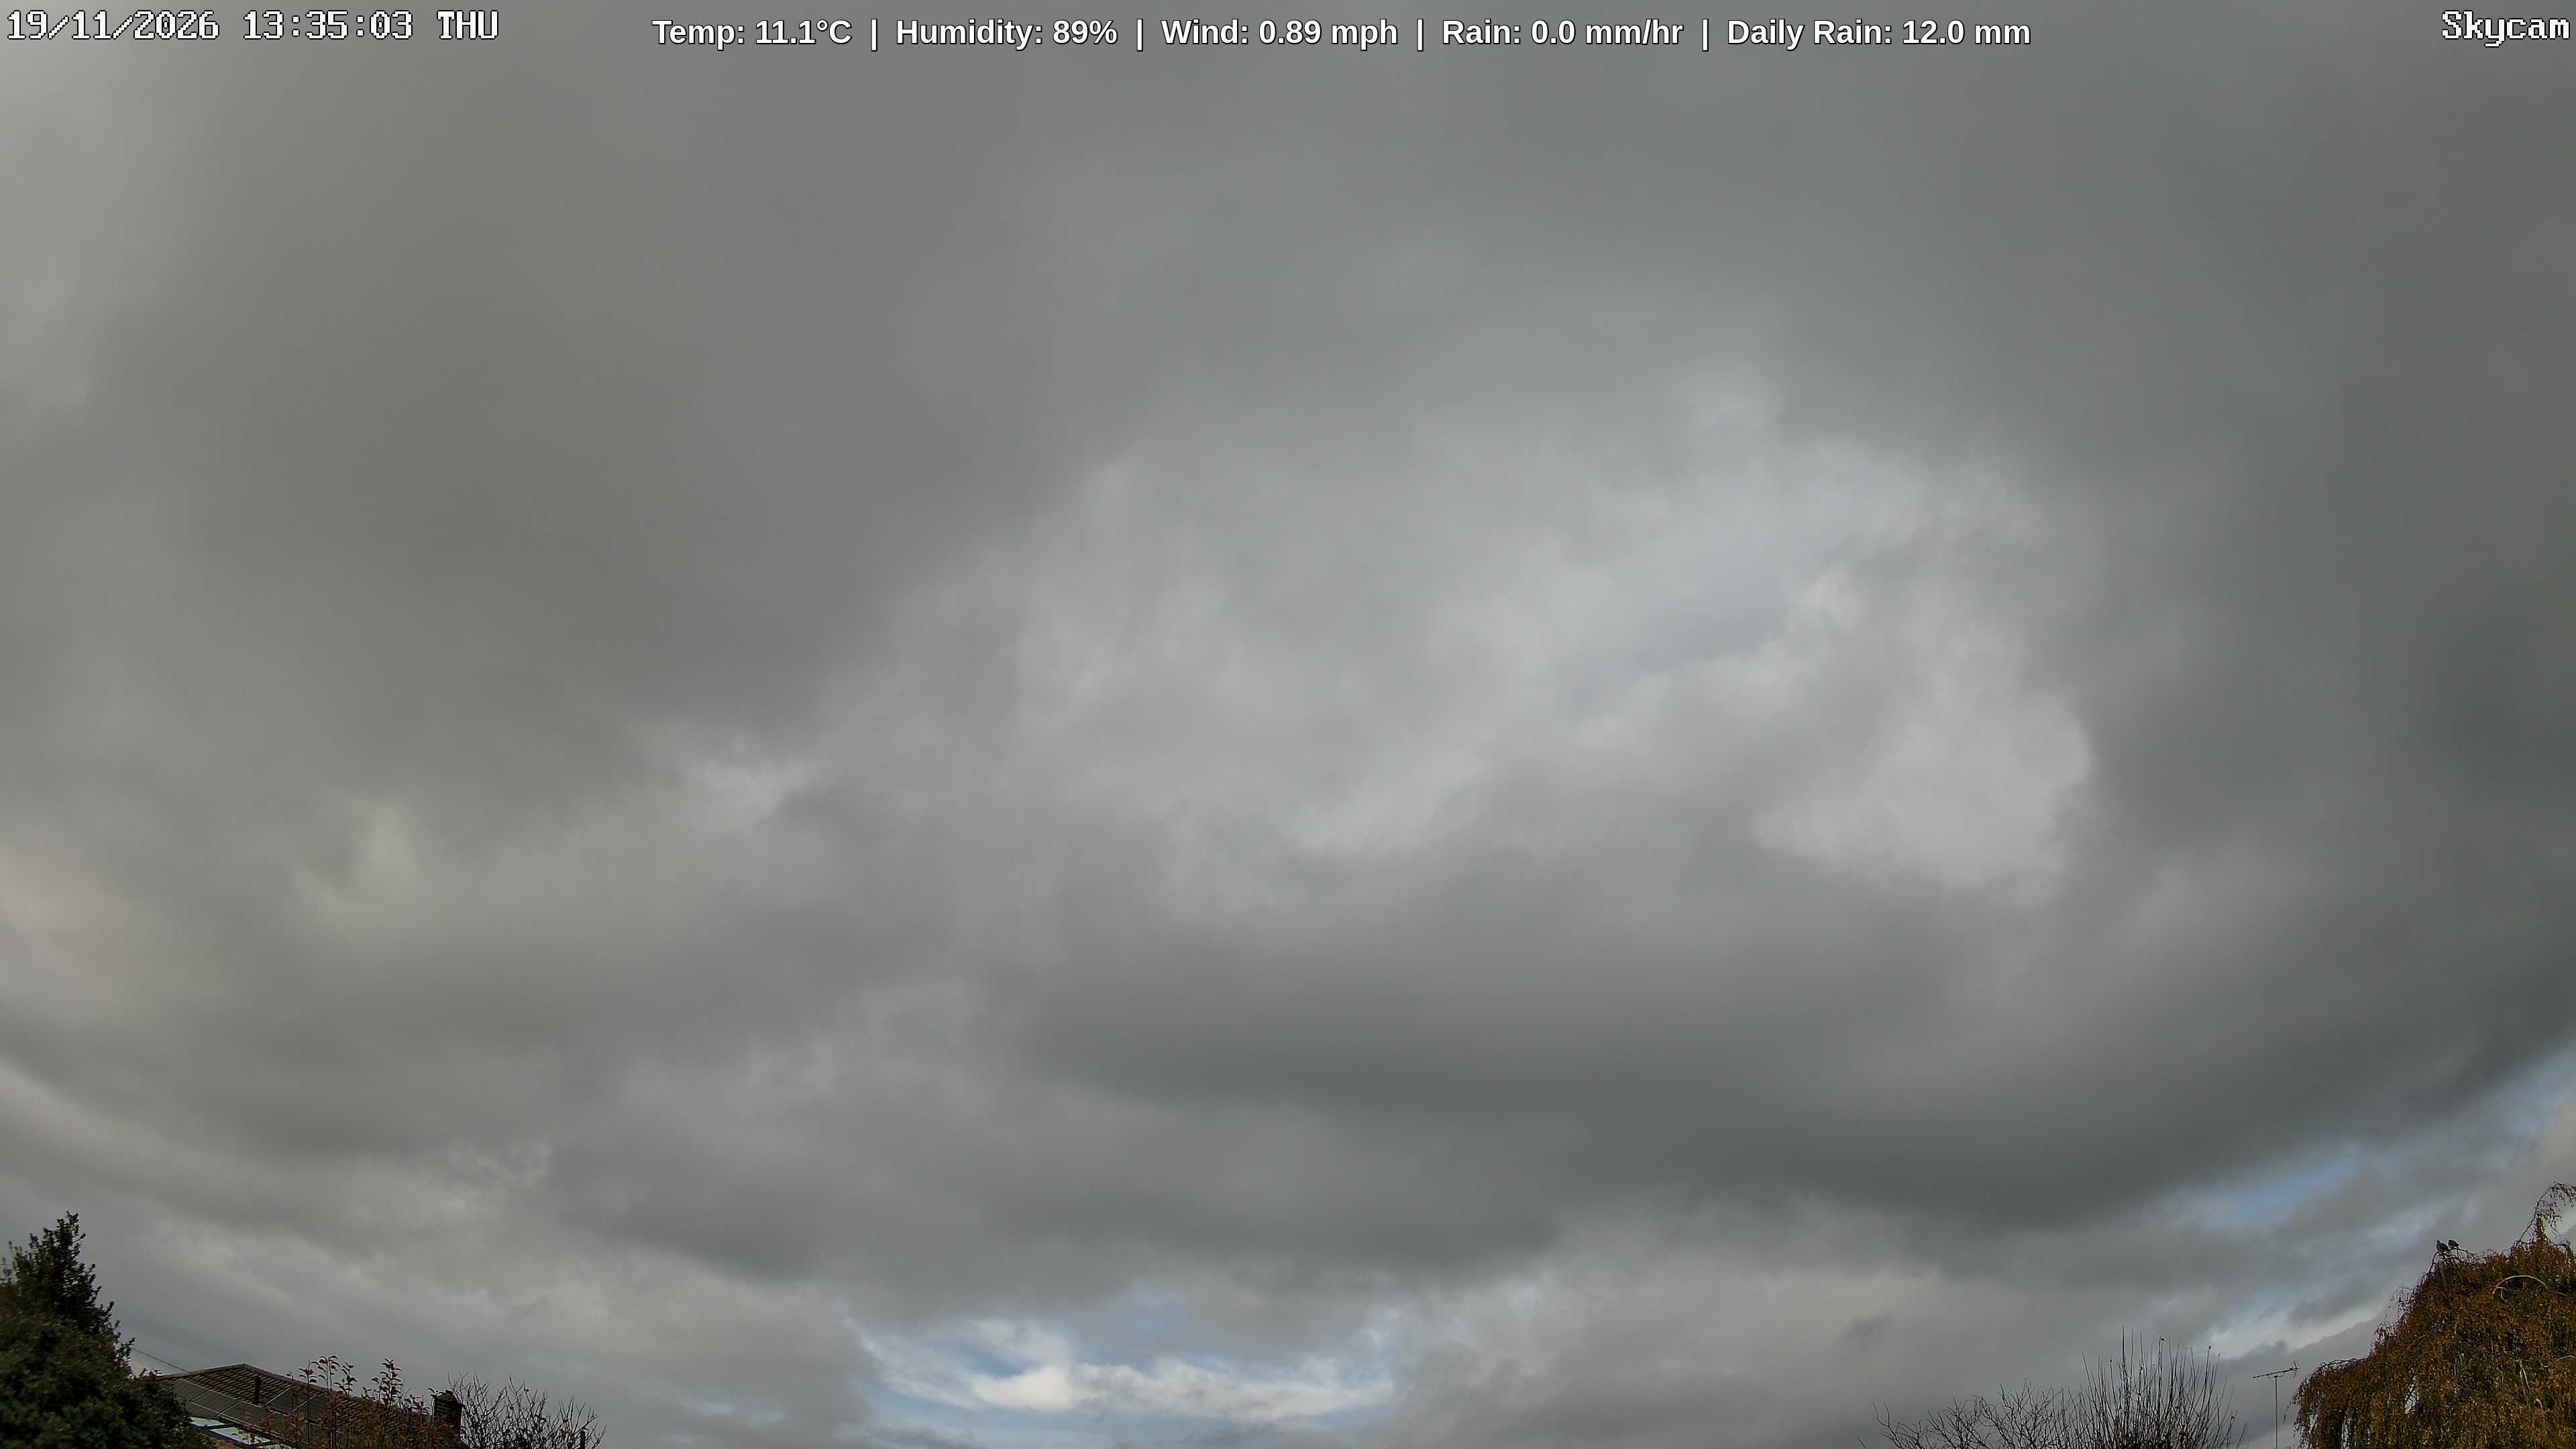 19/11/2026 13:35:03 THU
Temp: 11.1°C | Humidity: 89% | Wind: 0.89 mph | Rain: 0.0 mm/hr | Daily Rain: 12.0 mm
Skycam